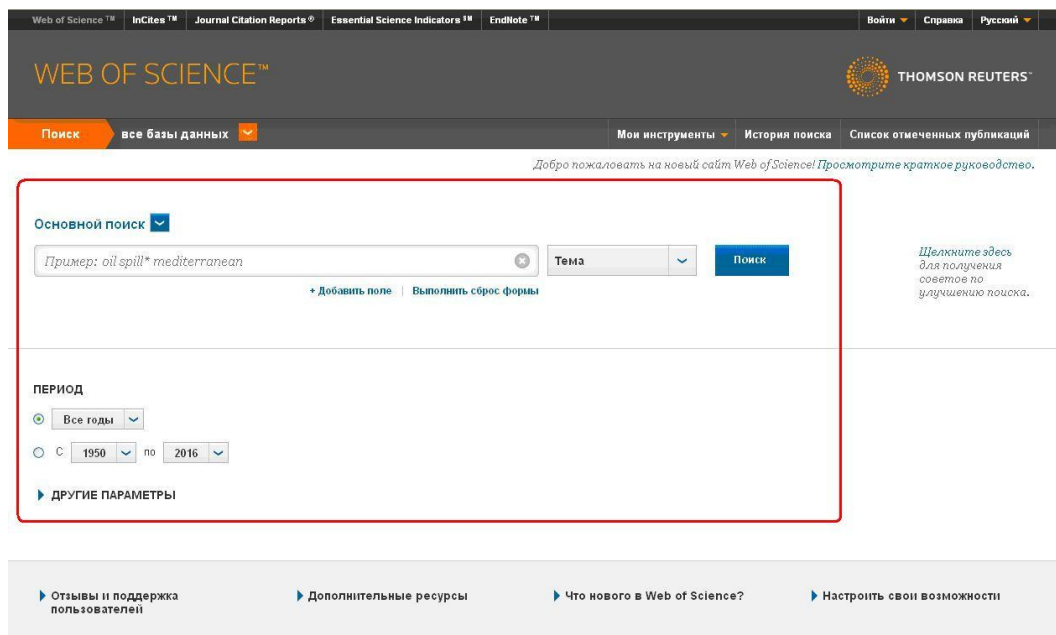 Web of Science ™ InCites ™ Journal Citation Reports ® Essential Science Indicators SM EndNote ™ Войти Справка Русский
WEB OF SCIENCE™
THOMSON REUTERS™
Поиск все базы данных Мои инструменты История поиска Список отмеченных публикаций
Добро пожаловать на новый сайт Web of Science! Просмотрите краткое руководство.
Основной поиск
Пример: oil spill* mediterranean Тема Поиск
+ Добавить поле | Выполнить сброс формы
Щелкните здесь
для получения
советов по
улучшению поиска.
ПЕРИОД
Все годы
С 1950 по 2016
ДРУГИЕ ПАРАМЕТРЫ
Отзывы и поддержка
пользователей
Дополнительные ресурсы
Что нового в Web of Science?
Настроить свои возможности